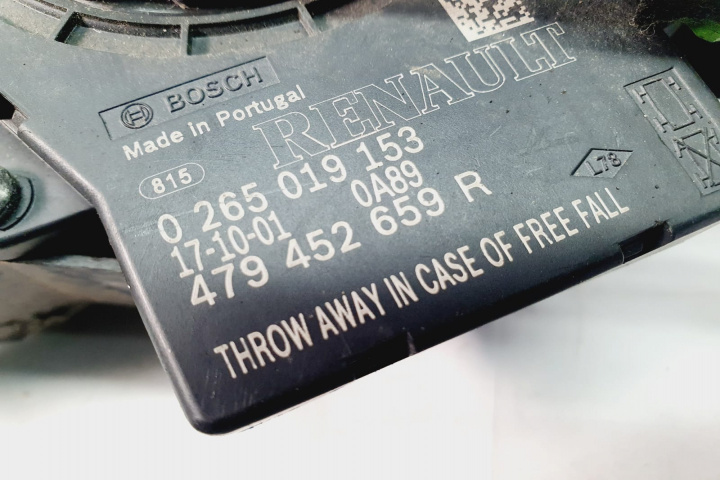 BOSCH
Made in Portugal
RENAULT
815
0 265 019 153
17-10-01 0A89
479 452 659 R
L78
THROW AWAY IN CASE OF FREE FALL